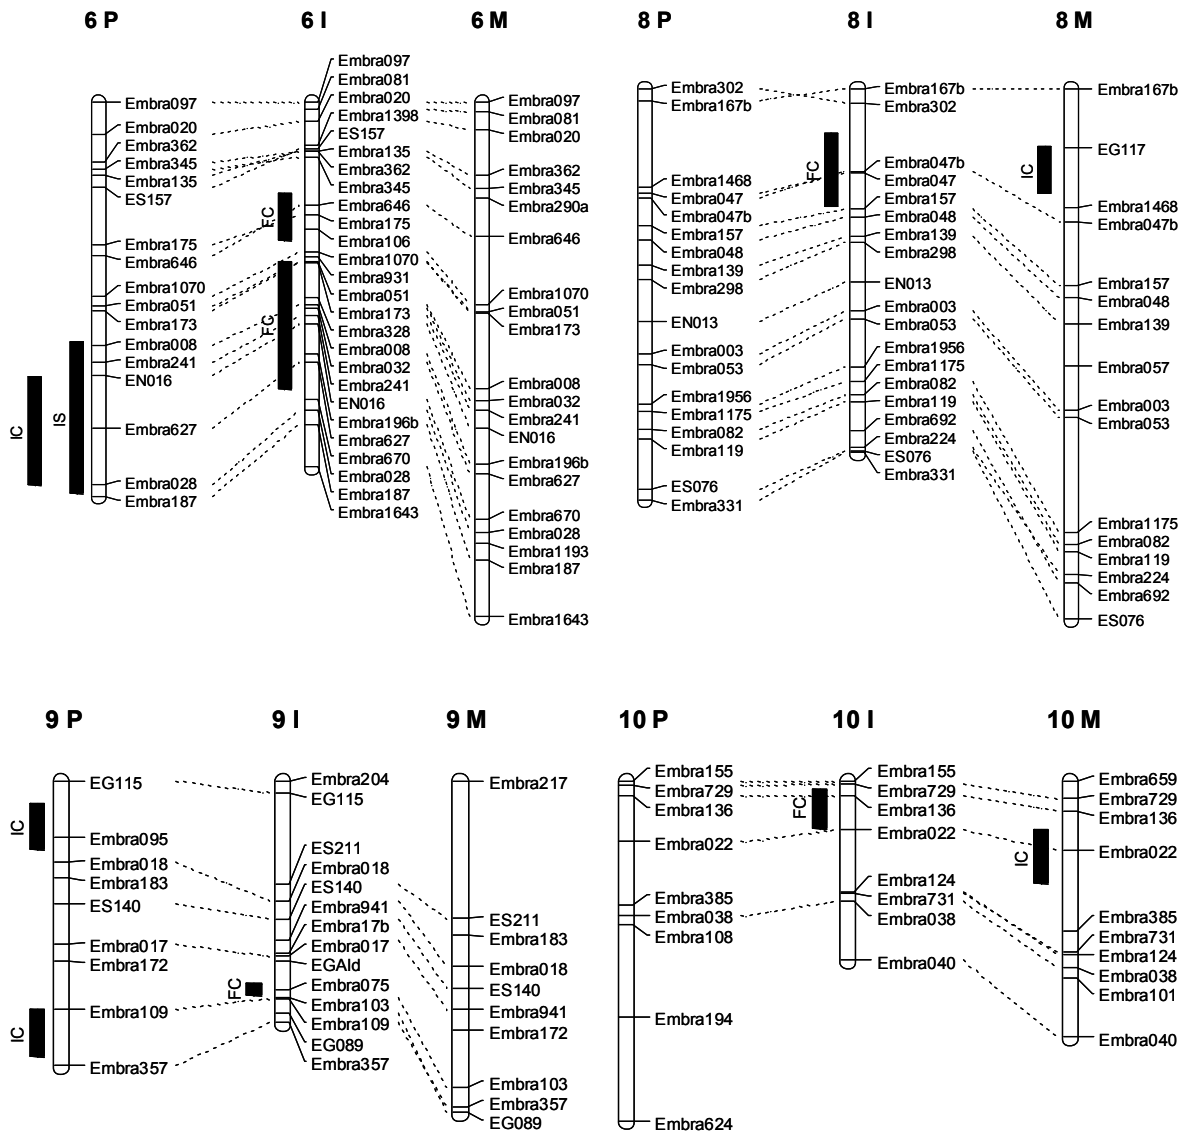 6 P
6 I
6 M
8 P
8 I
8 M
Embra097
Embra020
Embra362
Embra345
Embra135
ES157
Embra175
Embra646
Embra1070
Embra051
Embra173
Embra008
Embra241
EN016
Embra627
Embra028
Embra187
IC
IS
Embra097
Embra081
Embra020
Embra1398
ES157
Embra135
Embra362
Embra345
Embra646
Embra175
Embra106
Embra1070
Embra931
Embra051
Embra173
Embra328
Embra008
Embra032
Embra241
EN016
Embra196b
Embra627
Embra670
Embra028
Embra187
Embra1643
FC
FC
Embra097
Embra081
Embra020
Embra362
Embra345
Embra290a
Embra646
Embra1070
Embra051
Embra173
Embra008
Embra032
Embra241
EN016
Embra196b
Embra627
Embra670
Embra028
Embra1193
Embra187
Embra1643
Embra302
Embra167b
Embra1468
Embra047
Embra047b
Embra157
Embra048
Embra139
Embra298
EN013
Embra003
Embra053
Embra1956
Embra1175
Embra082
Embra119
ES076
Embra331
FC
Embra167b
Embra302
Embra047b
Embra047
Embra157
Embra048
Embra139
Embra298
EN013
Embra003
Embra053
Embra1956
Embra1175
Embra082
Embra119
Embra692
Embra224
ES076
Embra331
IC
Embra167b
EG117
Embra1468
Embra047b
Embra157
Embra048
Embra139
Embra057
Embra003
Embra053
Embra1175
Embra082
Embra119
Embra224
Embra692
ES076
9 P
9 I
9 M
10 P
10 I
10 M
IC
IC
EG115
Embra095
Embra018
Embra183
ES140
Embra017
Embra172
Embra109
Embra357
FC
Embra204
EG115
ES211
Embra018
ES140
Embra941
Embra17b
Embra017
EGAld
Embra075
Embra103
Embra109
EG089
Embra357
Embra217
ES211
Embra183
Embra018
ES140
Embra941
Embra172
Embra103
Embra357
EG089
Embra155
Embra729
Embra136
Embra022
Embra385
Embra038
Embra108
Embra194
Embra624
FC
Embra155
Embra729
Embra136
Embra022
Embra124
Embra731
Embra038
Embra040
IC
Embra659
Embra729
Embra136
Embra022
Embra385
Embra731
Embra124
Embra038
Embra101
Embra040